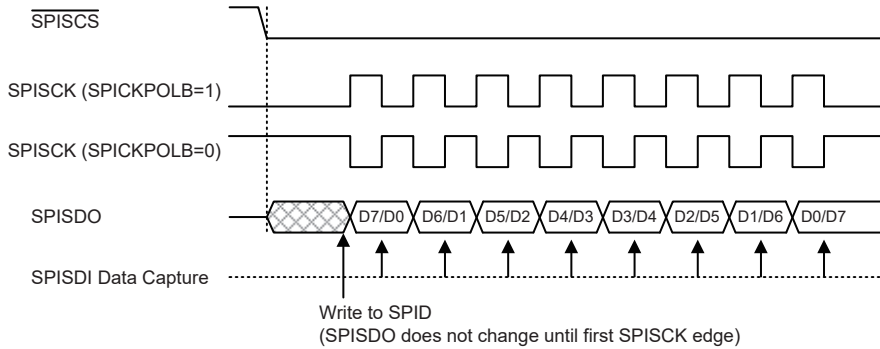 SPISCS
SPISCK (SPICKPOLB=1)
SPISCK (SPICKPOLB=0)
SPISDO
D7/D0 D6/D1 D5/D2 D4/D3 D3/D4 D2/D5 D1/D6 D0/D7
SPISDI Data Capture
Write to SPID
(SPISDO does not change until first SPISCK edge)